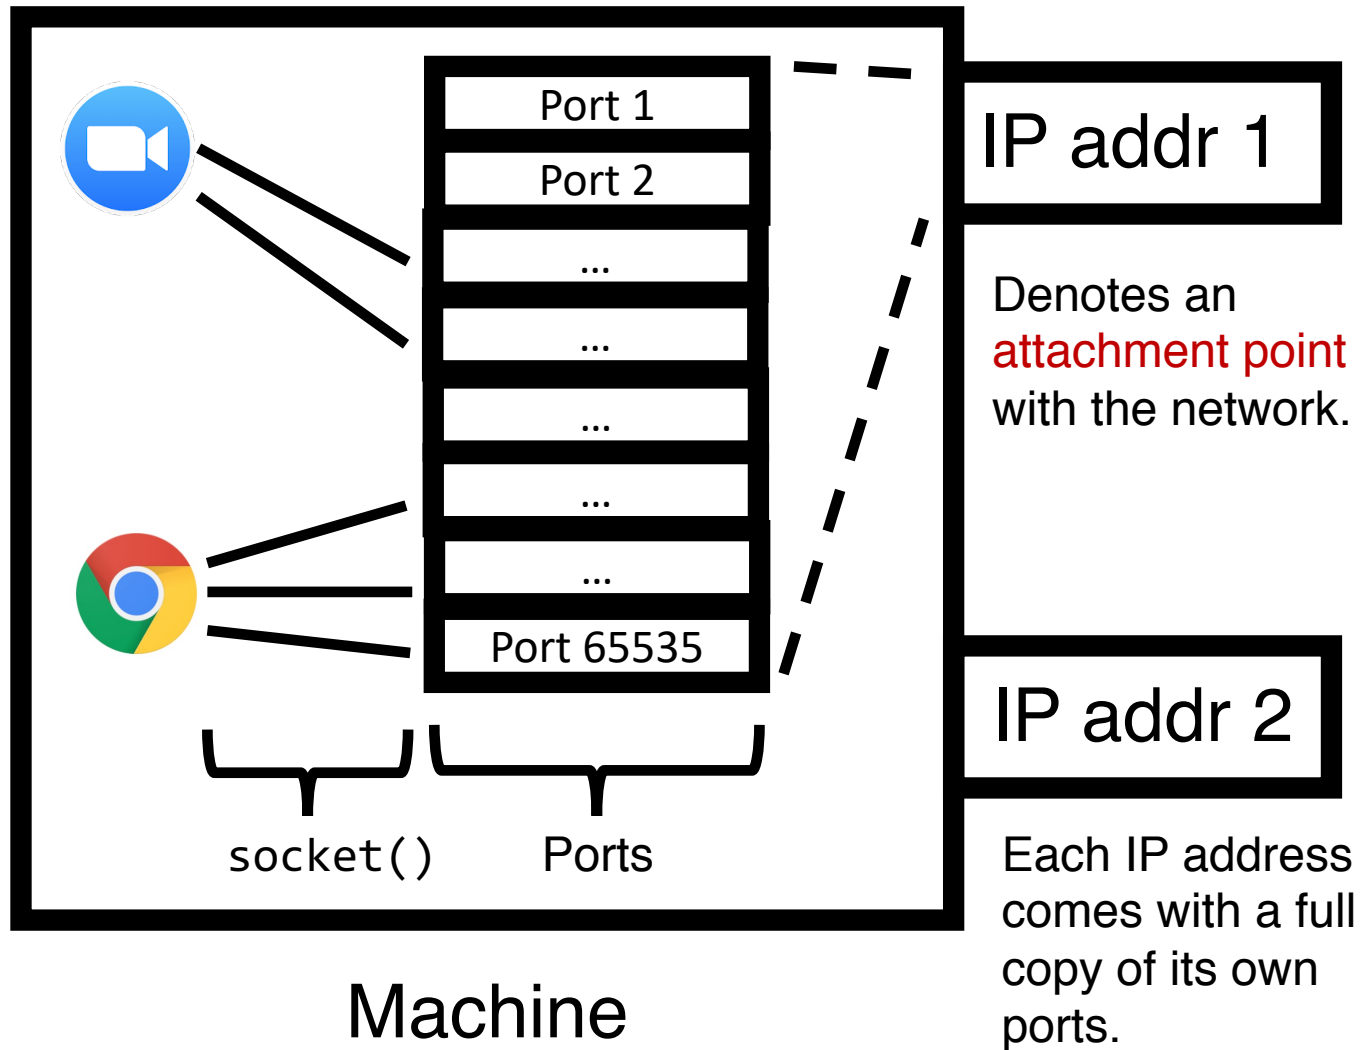 Port 1
Port 2
...
...
...
...
...
Port 65535
socket()
Ports
Machine
IP addr 1
Denotes an
attachment point
with the network.
IP addr 2
Each IP address
comes with a full
copy of its own
ports.